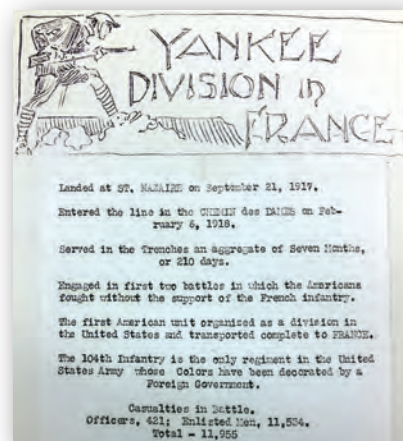 YANKEE
DIVISION in
FRANCE
Landed at ST. NAZAIRE on September 21, 1917.
Entered the line in the CHEMIN des DAMES on Feb-
ruary 6, 1918.
Served in the Trenches an aggregate of Seven Months,
or 210 days.
Engaged in first two battles in which the Americans
fought without the support of the French infantry.
The first American unit organized as a division in
the United States and transported complete to FRANCE.
The 104th Infantry is the only regiment in the United
States Army whose Colors have been decorated by a
Foreign Government.
Casualties in Battle.
Officers, 421; Enlisted Men, 11,534.
Total - 11,955